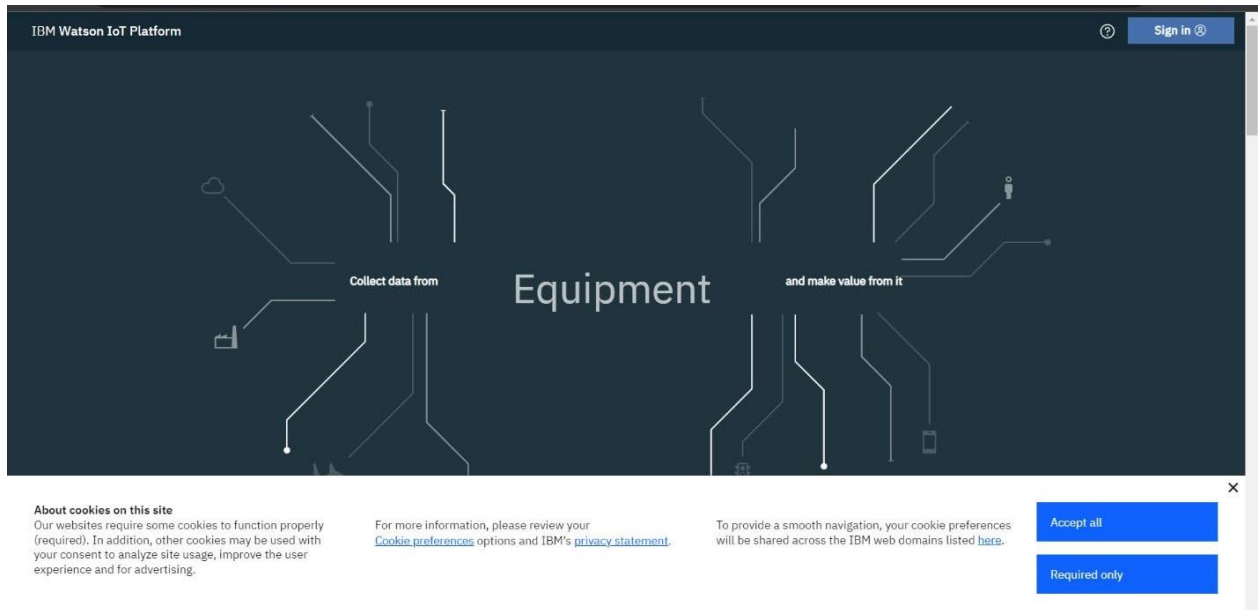 IBM Watson IoT Platform
Sign in
Collect data from
Equipment
and make value from it
About cookies on this site
Our websites require some cookies to function properly
(required). In addition, other cookies may be used with
your consent to analyze site usage, improve the user
experience and for advertising.
For more information, please review your
Cookie preferences options and IBM's privacy statement.
To provide a smooth navigation, your cookie preferences
will be shared across the IBM web domains listed here.
Accept all
Required only